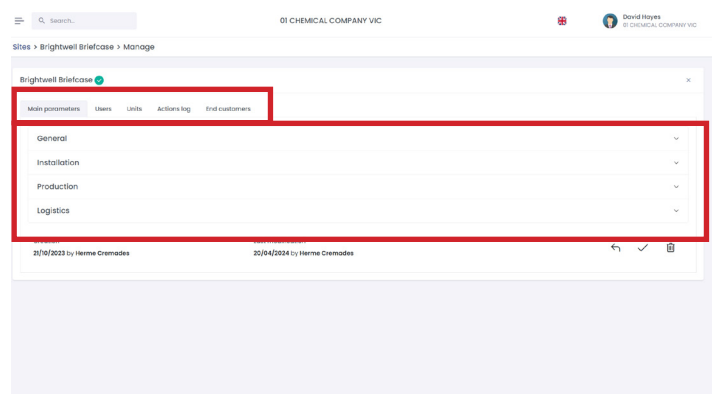 Search..
01 CHEMICAL COMPANY VIC
David Hayes
01 CHEMICAL COMPANY VIC
Sites > Brightwell Briefcase > Manage
Brightwell Briefcase
Main parameters Users Units Actions log End customers
General
Installation
Production
Logistics
21/10/2023 by Herme Cremades
20/04/2024 by Herme Cremades